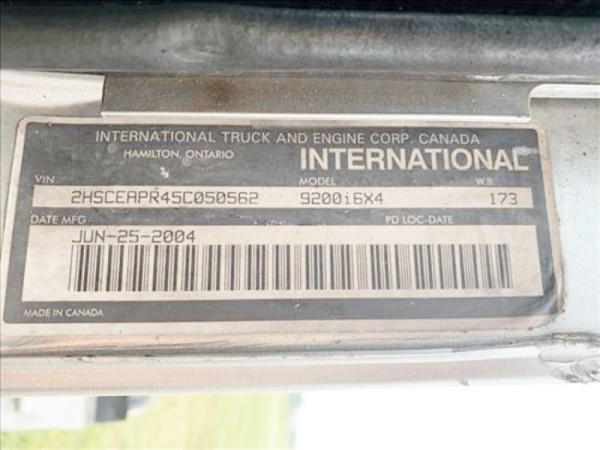 INTERNATIONAL TRUCK AND ENGINE CORP. CANADA
HAMILTON, ONTARIO INTERNATIONAL
VIN MODEL W.B.
2HSCEAPR45C050562 9200i6X4 173
DATE MFG PD LOC-DATE
JUN-25-2004
MADE IN CANADA